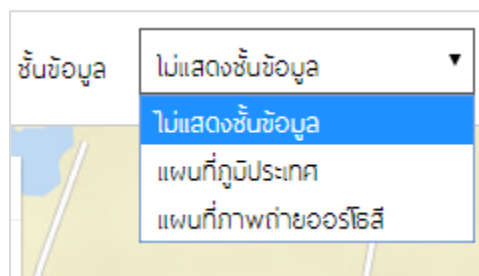 ชั้นข้อมูล ไม่แสดงชั้นข้อมูล
ไม่แสดงชั้นข้อมูล
แผนที่ภูมิประเทศ
แผนที่ภาพถ่ายออร์โธสี